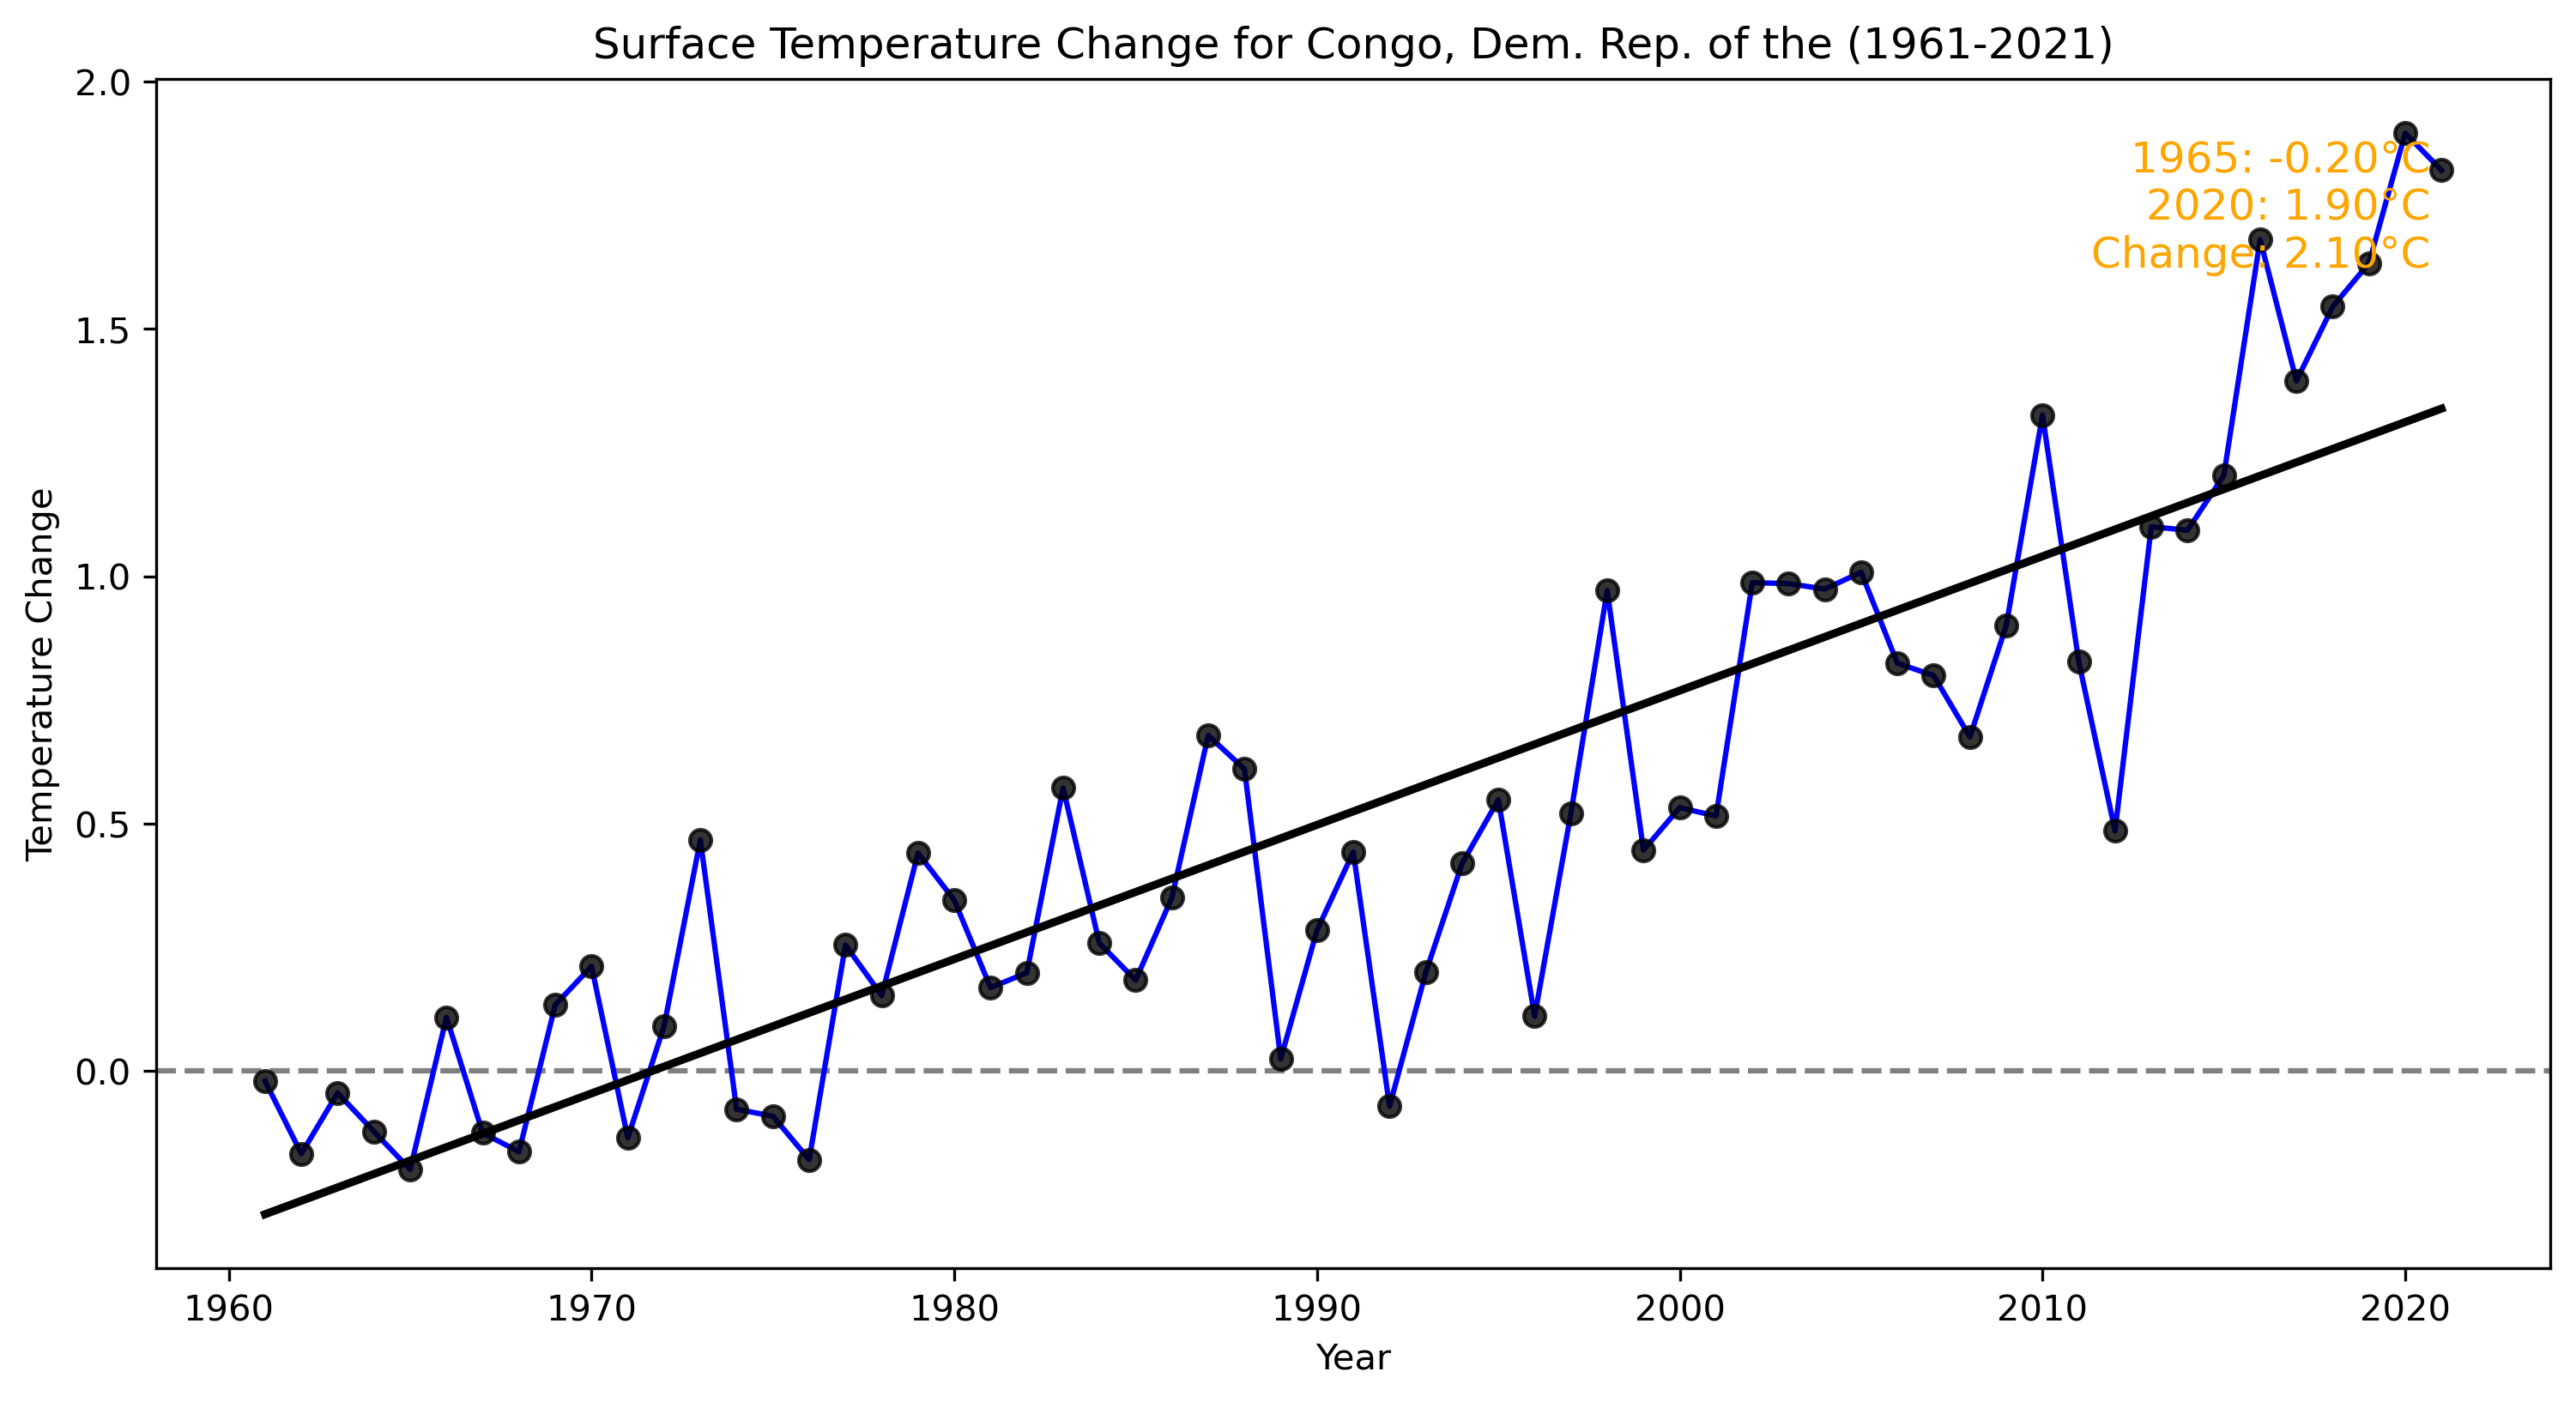 Surface Temperature Change for Congo, Dem. Rep. of the (1961-2021)
2.0
1.5
1.0
0.5
0.0
Temperature Change
1965: -0.20°C
2020: 1.90°C
Change: 2.10°C
1960 1970 1980 1990 2000 2010 2020
Year